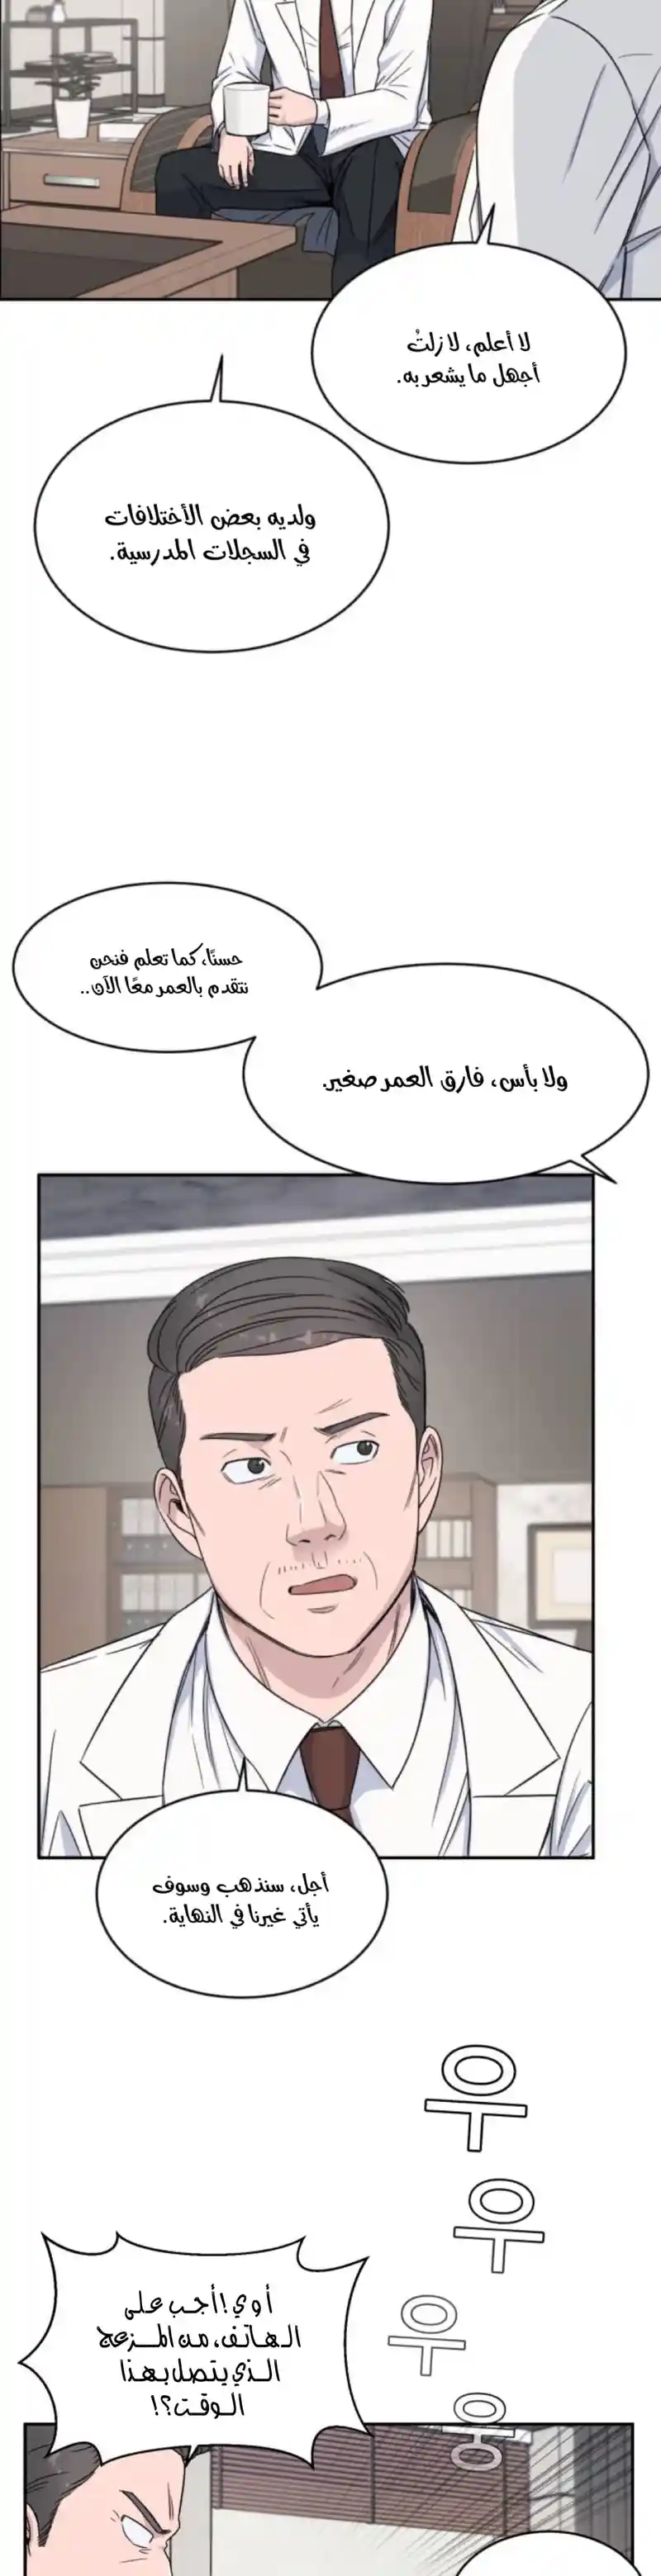 لا أعلم، لا زلتُ
أجهل ما يشعر به.
ولديه بعض الأختلافات
في السجلات المدرسية.
حسنًا، كما تعلم فنحن
نتقدم بالعمر معًا الآن..
ولا بأس، فارق العمر صغير.
أجل، سنذهب وسوف
يأتي غيرنا في النهاية.
우
우
우
웅
أوي! أجب على
الهاتف، من المزعج
الذي يتصل بهذا
الوقت؟!